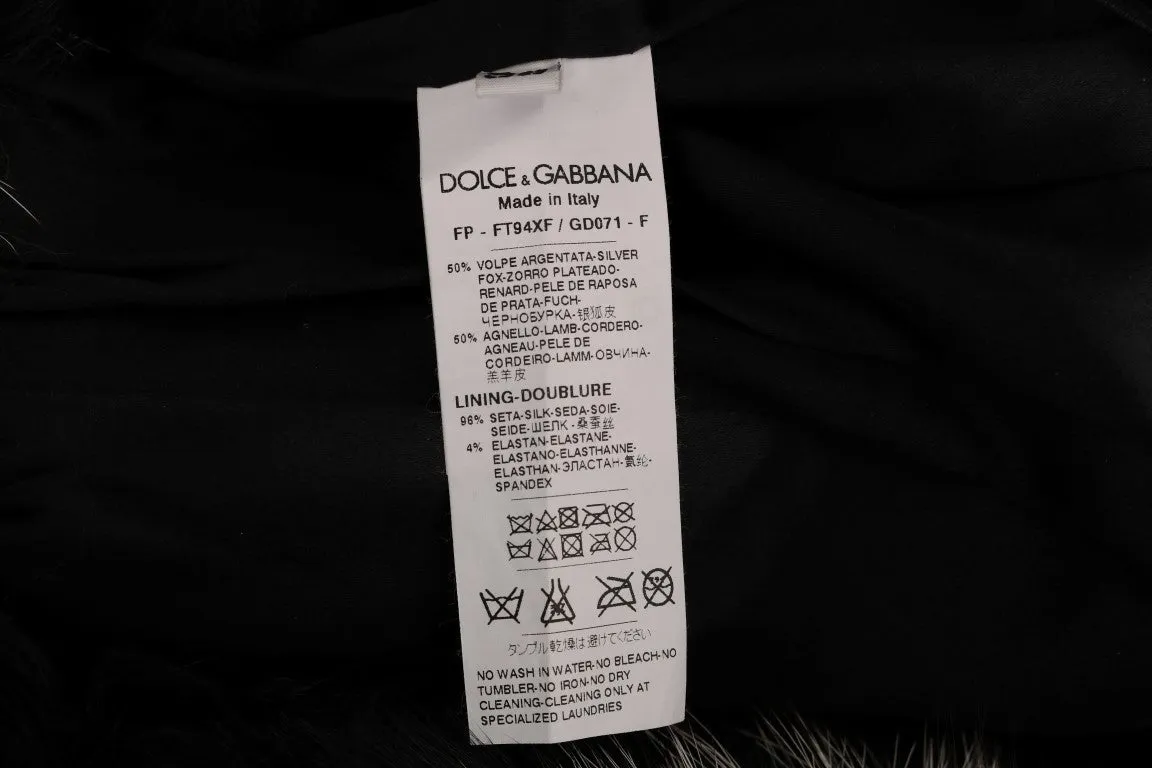 DOLCE & GABBANA
Made in Italy
FP - FT94XF / GD071 - F
50% VOLPE ARGENTATA-SILVER
FOX-ZORRO PLATEADO-
RENARD-PELE DE RAPOSA
DE PRATA-FUCH-
ЧЕРНОБУРКА-银狐皮
50% AGNELLO-LAMB-CORDERO-
AGNEAU-PELE DE
CORDEIRO-LAMM-ОВЧИНА-
羔羊皮
LINING-DOUBLURE
96% SETA-SILK-SEDA-SOIE-
SEIDE-ШЕЛК-桑蚕丝
4% ELASTAN-ELASTANE-
ELASTANO-ELASTHANNE-
ELASTHAN-ЭЛАСТАН-氨纶-
SPANDEX
タンブル乾燥は避けてください
NO WASH IN WATER-NO BLEACH-NO
TUMBLER-NO IRON-NO DRY
CLEANING-CLEANING ONLY AT
SPECIALIZED LAUNDRIES